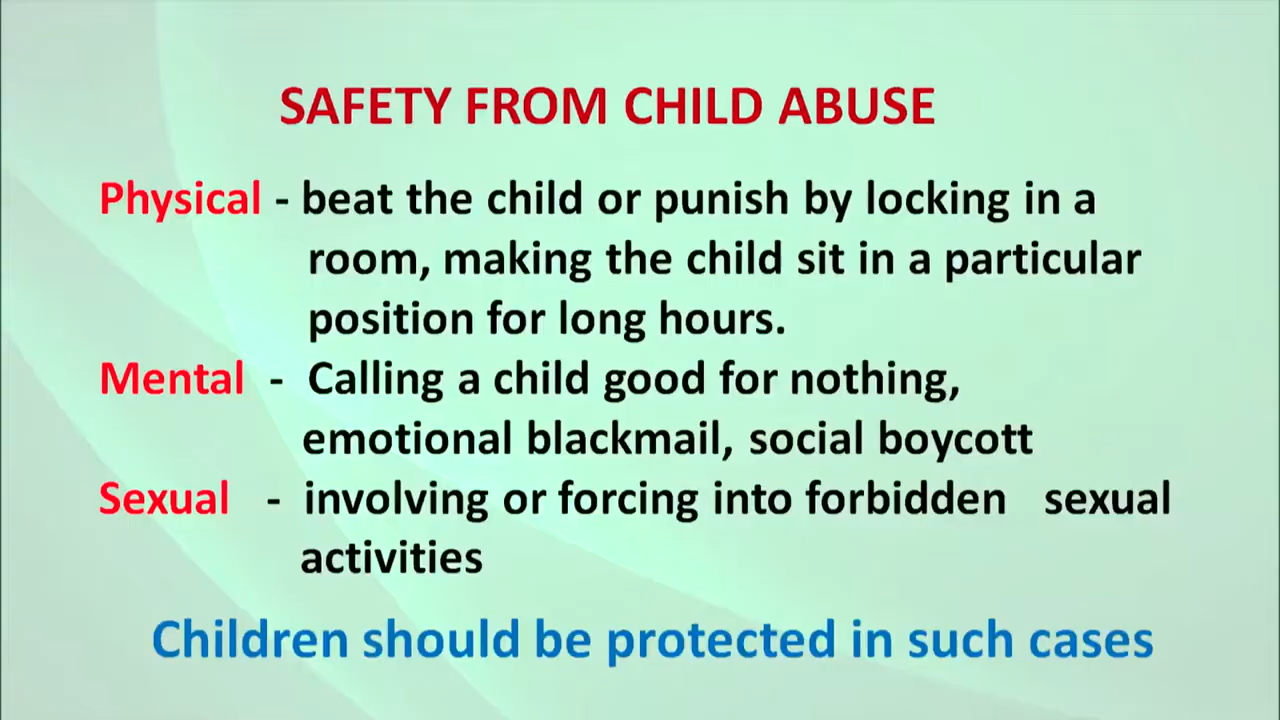 SAFETY FROM CHILD ABUSE
Physical - beat the child or punish by locking in a
room, making the child sit in a particular
position for long hours.
Mental - Calling a child good for nothing,
emotional blackmail, social boycott
Sexual - involving or forcing into forbidden sexual
activities
Children should be protected in such cases